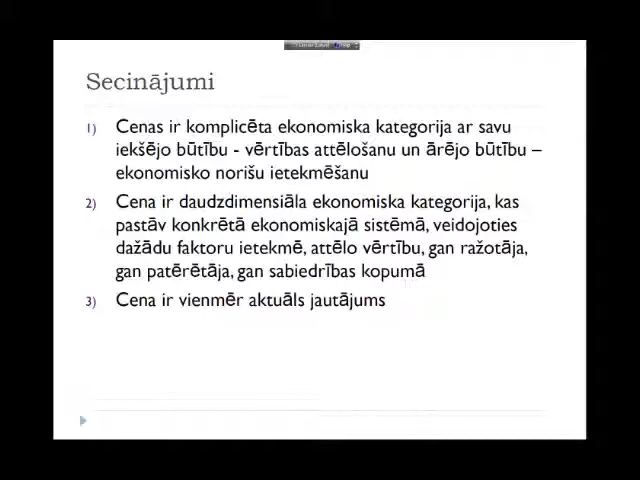 Secinājumi
1) Cenas ir komplicēta ekonomiska kategorija ar savu
iekšējo būtību - vērtības attēlošanu un ārējo būtību –
ekonomisko norišu ietekmēšanu
2) Cena ir daudzdimensiāla ekonomiska kategorija, kas
pastāv konkrētā ekonomiskajā sistēmā, veidojoties
dažādu faktoru ietekmē, attēlo vērtību, gan ražotāja,
gan patērētāja, gan sabiedrības kopumā
3) Cena ir vienmēr aktuāls jautājums